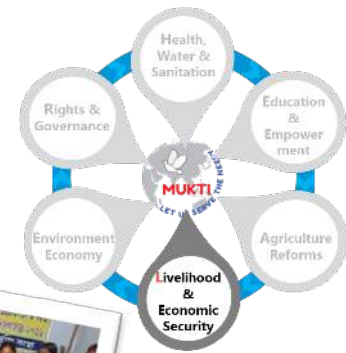 Health,
Water &
Sanitation
Rights &
Governance
Education
&
Empower
ment
MUKTI
LET US SERVE THE NEEDY
Environment
Economy
Agriculture
Reforms
Livelihood
&
Economic
Security